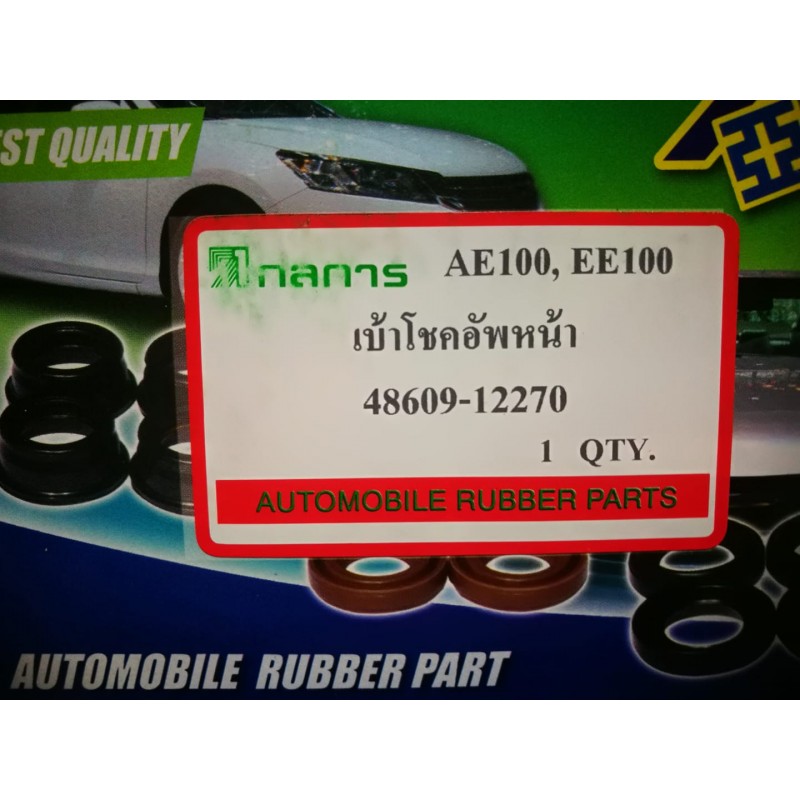 EST QUALITY
กลการ AE100, EE100
เบ้าโชคอัพหน้า
48609-12270
1 QTY.
AUTOMOBILE RUBBER PARTS
AUTOMOBILE RUBBER PART